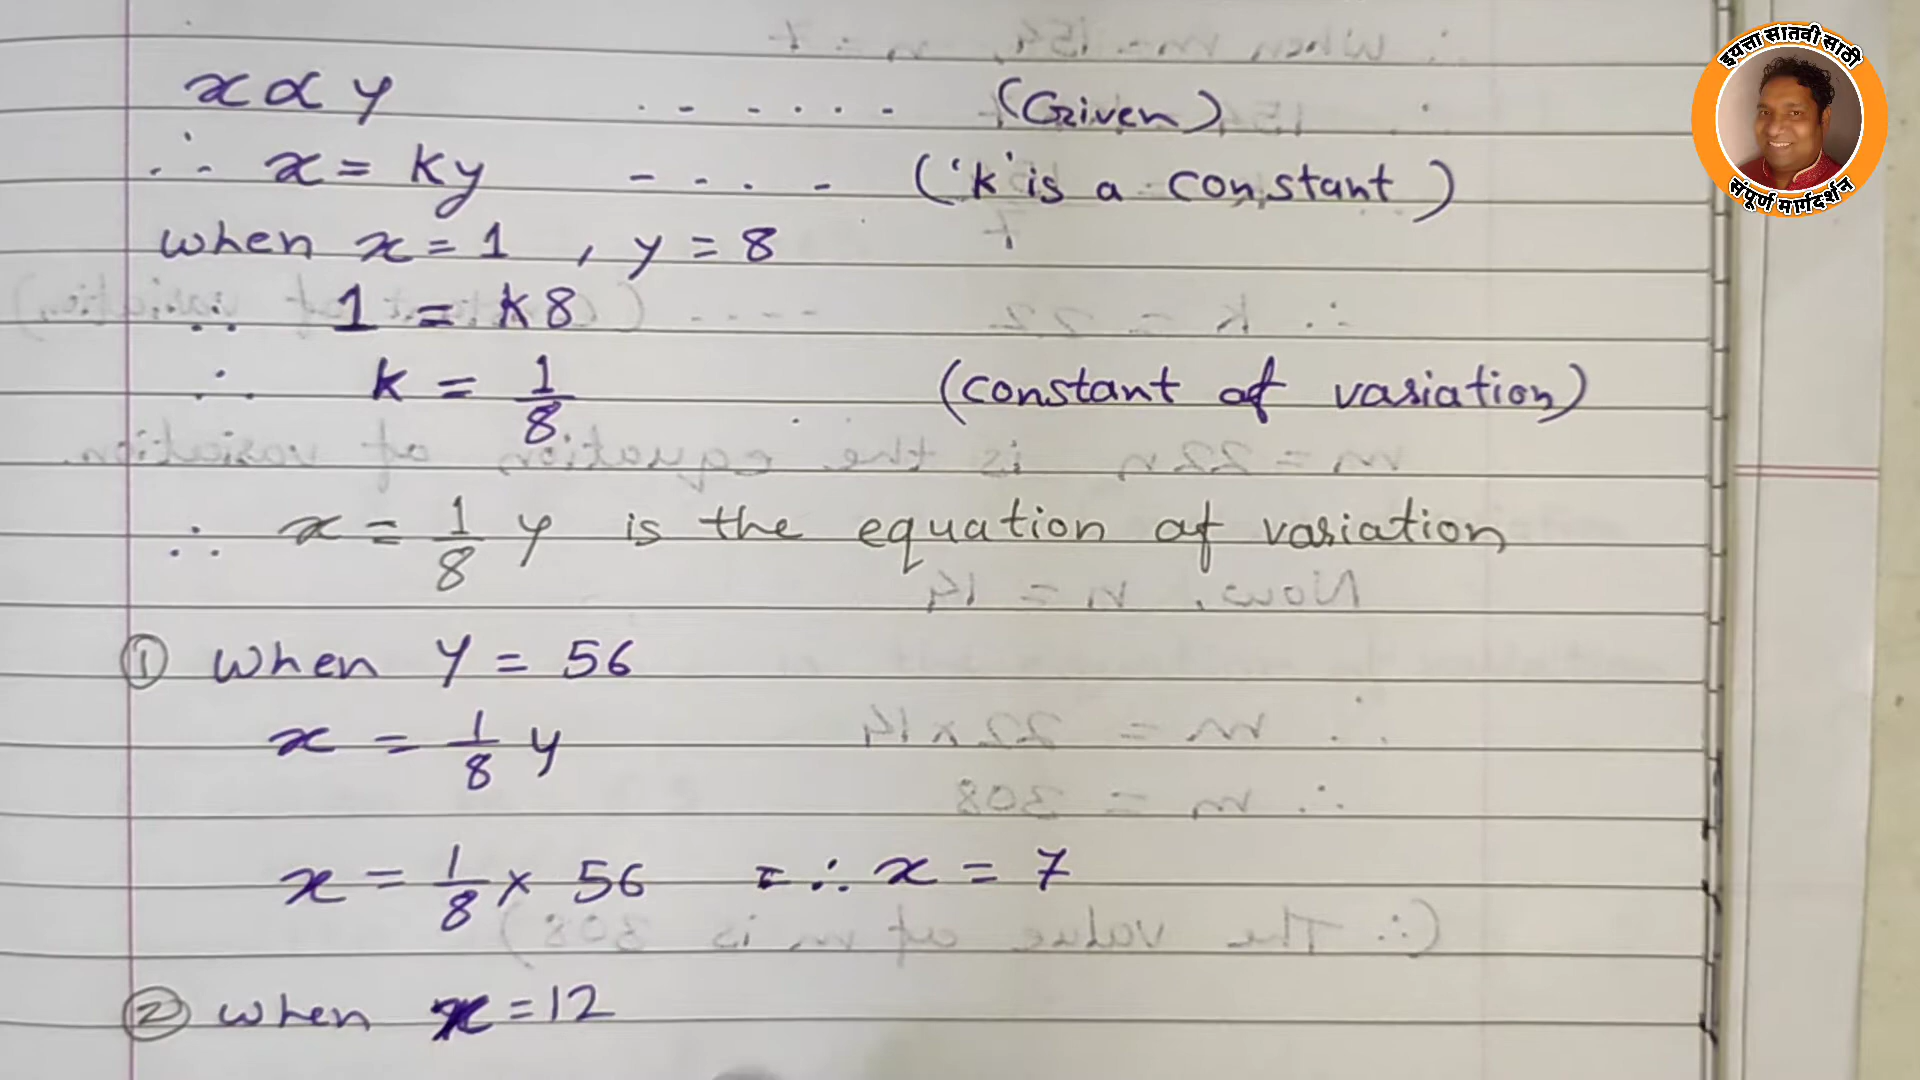 x ∝ y ....... (Given)
∴ x = ky ---- ('k' is a constant)
when x = 1, y = 8
∴ 1 = k8
∴ k = 1/8 (constant of variation)
∴ x = 1/8 y is the equation of variation
① when y = 56
x = 1/8 y
x = 1/8 × 56 = ∴ x = 7
② when x = 12
इयत्ता सातवी साठी
संपूर्ण मार्गदर्शन